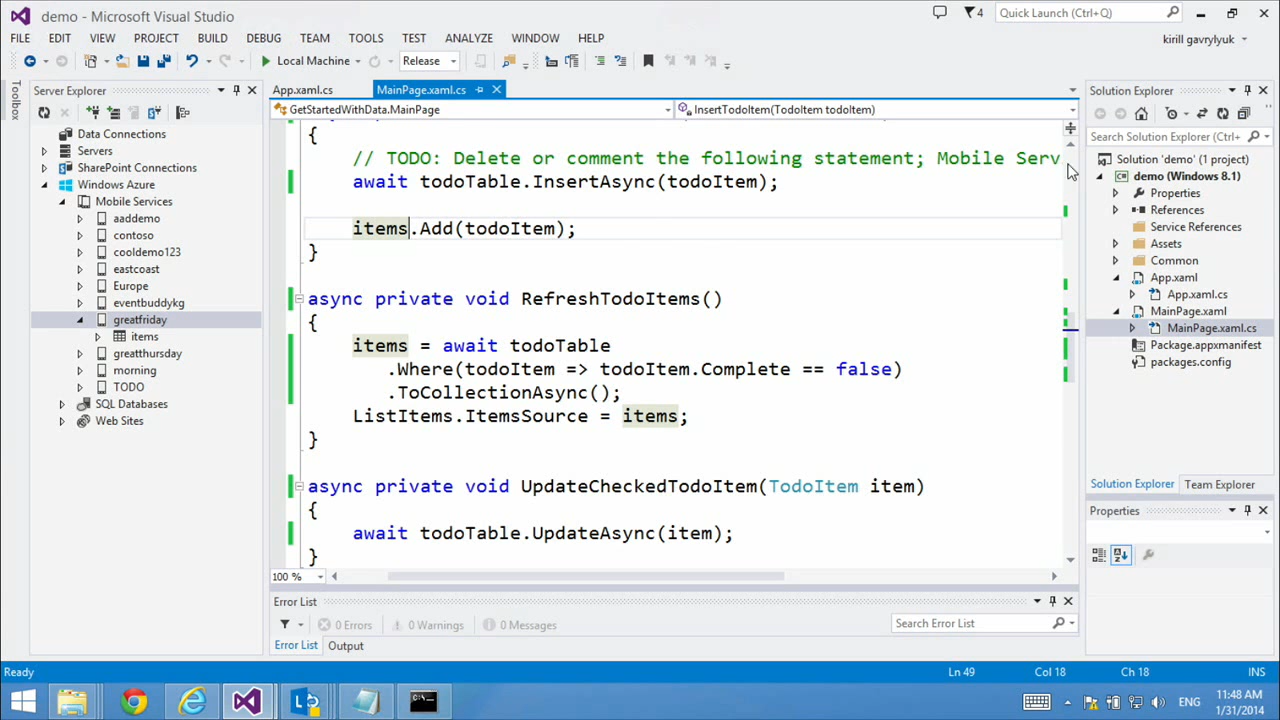 demo - Microsoft Visual Studio
4
Quick Launch (Ctrl+Q)
FILE EDIT VIEW PROJECT BUILD DEBUG TEAM TOOLS TEST ANALYZE WINDOW HELP
kirill gavrylyuk
Local Machine
Release
Toolbox
Server Explorer
Data Connections
Servers
SharePoint Connections
Windows Azure
Mobile Services
aaddemo
contoso
cooldemo123
eastcoast
Europe
eventbuddykg
greatfriday
items
greatthursday
morning
TODO
SQL Databases
Web Sites
App.xaml.cs
MainPage.xaml.cs
GetStartedWithData.MainPage
InsertTodoItem(TodoItem todoItem)
{
// TODO: Delete or comment the following statement; Mobile Serv
await todoTable.InsertAsync(todoItem);
items.Add(todoItem);
}
async private void RefreshTodoItems()
{
items = await todoTable
.Where(todoItem => todoItem.Complete == false)
.ToCollectionAsync();
ListItems.ItemsSource = items;
}
async private void UpdateCheckedTodoItem(TodoItem item)
{
await todoTable.UpdateAsync(item);
}
100 %
Error List
0 Errors
0 Warnings
0 Messages
Search Error List
Error List
Output
Solution Explorer
Search Solution Explorer (Ctrl+
Solution 'demo' (1 project)
demo (Windows 8.1)
Properties
References
Service References
Assets
Common
App.xaml
App.xaml.cs
MainPage.xaml
MainPage.xaml.cs
Package.appxmanifest
packages.config
Solution Explorer
Team Explorer
Properties
Ready
Ln 49
Col 18
Ch 18
INS
ENG
11:48 AM
1/31/2014